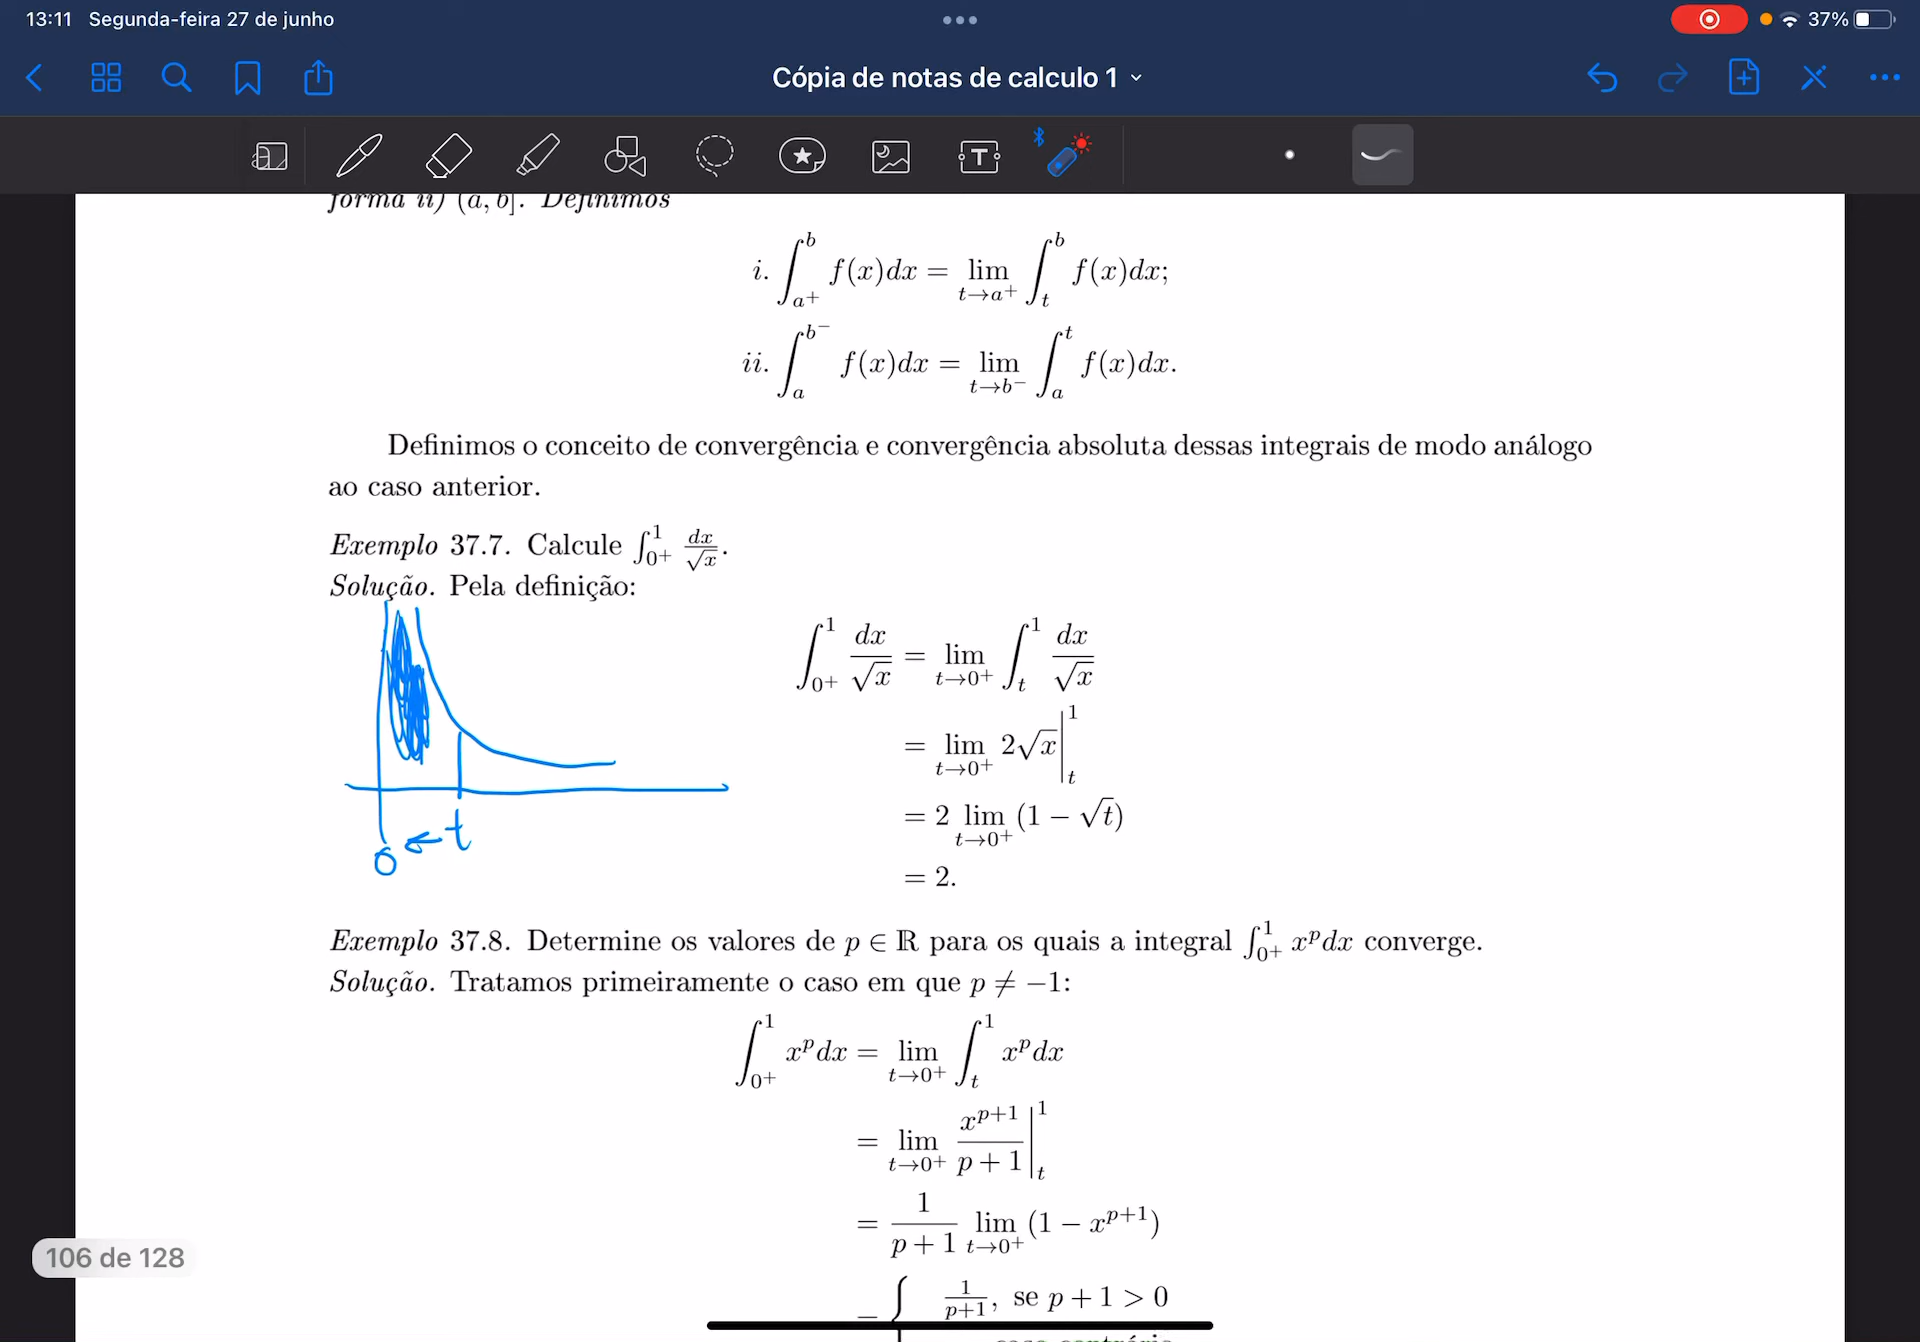 13:11 Segunda-feira 27 de junho
37%
Cópia de notas de calculo 1
forma ii) (a, b]. Definimos
i. ∫_{a⁺}^{b} f(x)dx = lim_{t→a⁺} ∫_{t}^{b} f(x)dx;
ii. ∫_{a}^{b⁻} f(x)dx = lim_{t→b⁻} ∫_{a}^{t} f(x)dx.
Definimos o conceito de convergência e convergência absoluta dessas integrais de modo análogo
ao caso anterior.
Exemplo 37.7. Calcule ∫_{0⁺}^{1} dx/√x.
Solução. Pela definição:
∫_{0⁺}^{1} dx/√x = lim_{t→0⁺} ∫_{t}^{1} dx/√x
= lim_{t→0⁺} 2√x |_{t}^{1}
= 2 lim_{t→0⁺} (1 − √t)
= 2.
0 ← t
Exemplo 37.8. Determine os valores de p ∈ ℝ para os quais a integral ∫_{0⁺}^{1} x^p dx converge.
Solução. Tratamos primeiramente o caso em que p ≠ −1:
∫_{0⁺}^{1} x^p dx = lim_{t→0⁺} ∫_{t}^{1} x^p dx
= lim_{t→0⁺} x^{p+1}/(p + 1) |_{t}^{1}
= 1/(p + 1) lim_{t→0⁺} (1 − x^{p+1})
= { 1/(p+1), se p + 1 > 0
106 de 128